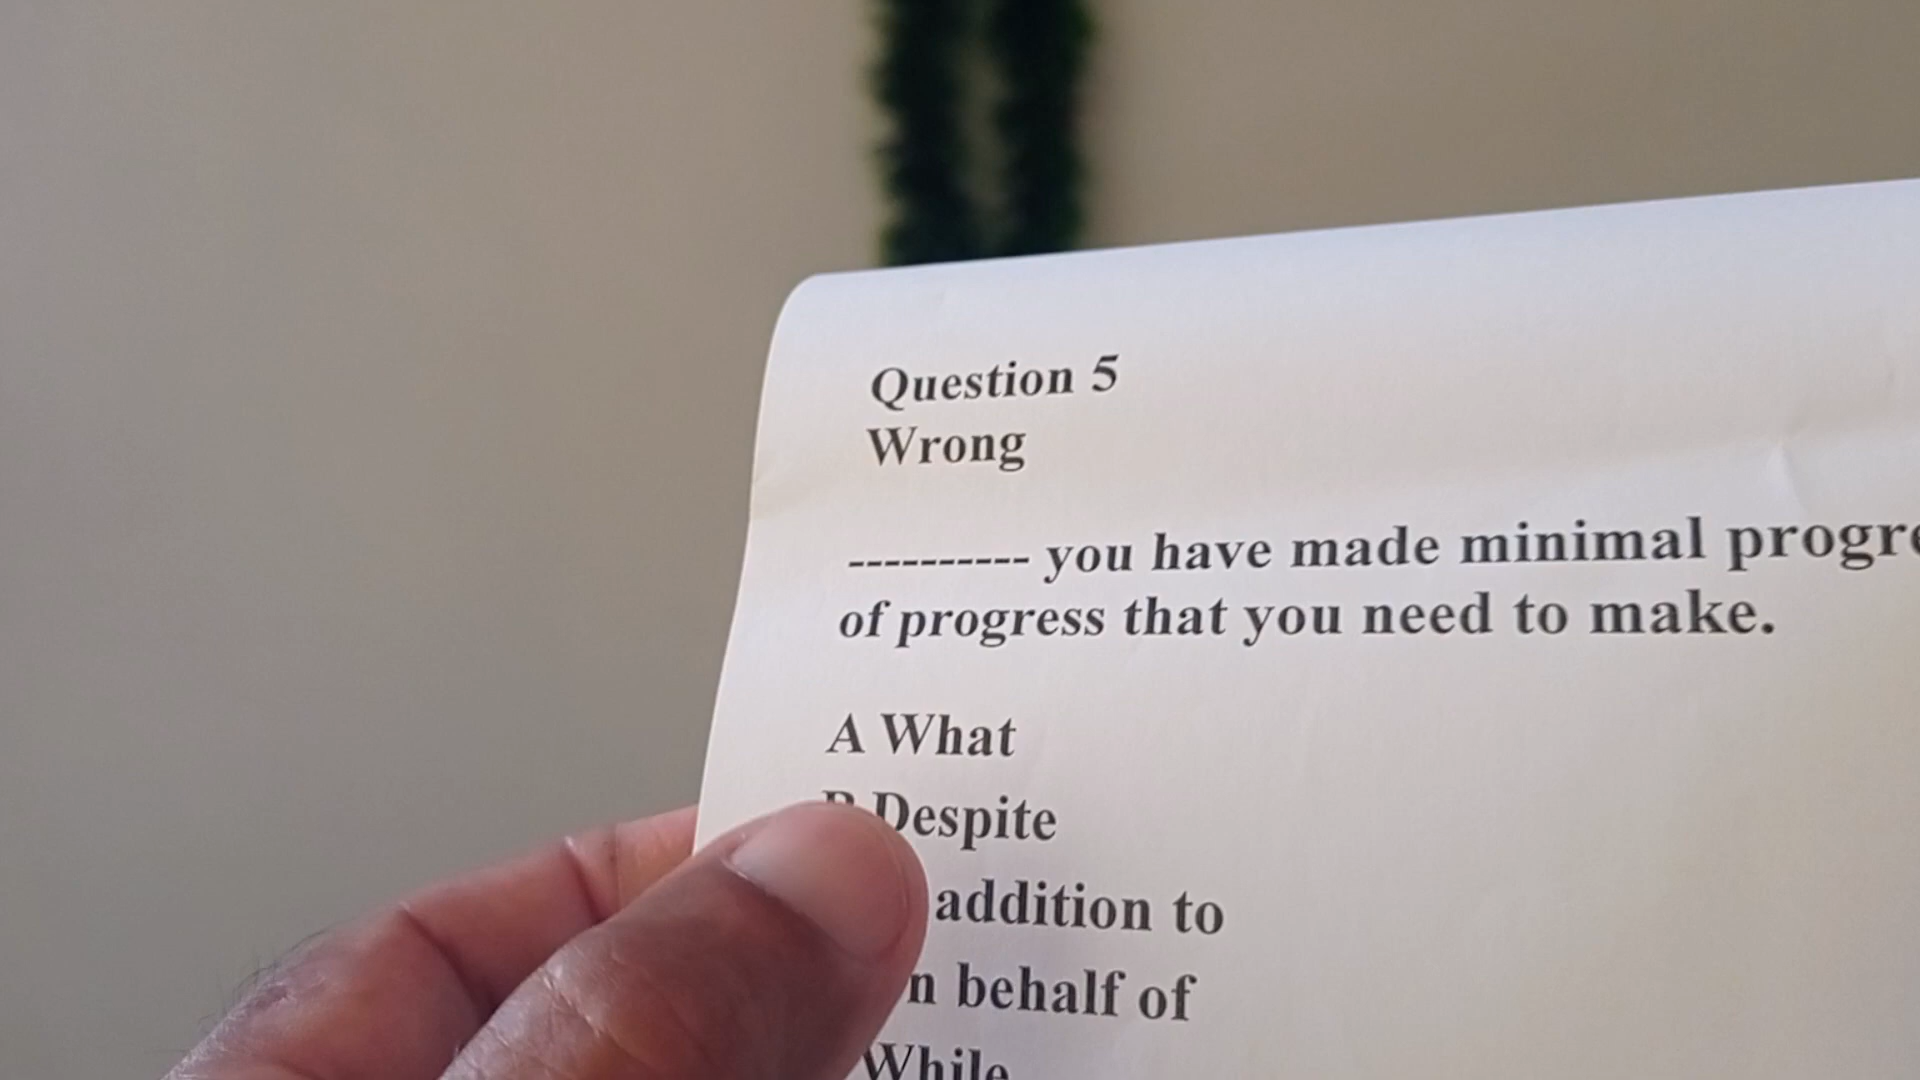 Question 5
Wrong
---------- you have made minimal
of progress that you need to make.
A What
Despite
addition to
behalf of
While